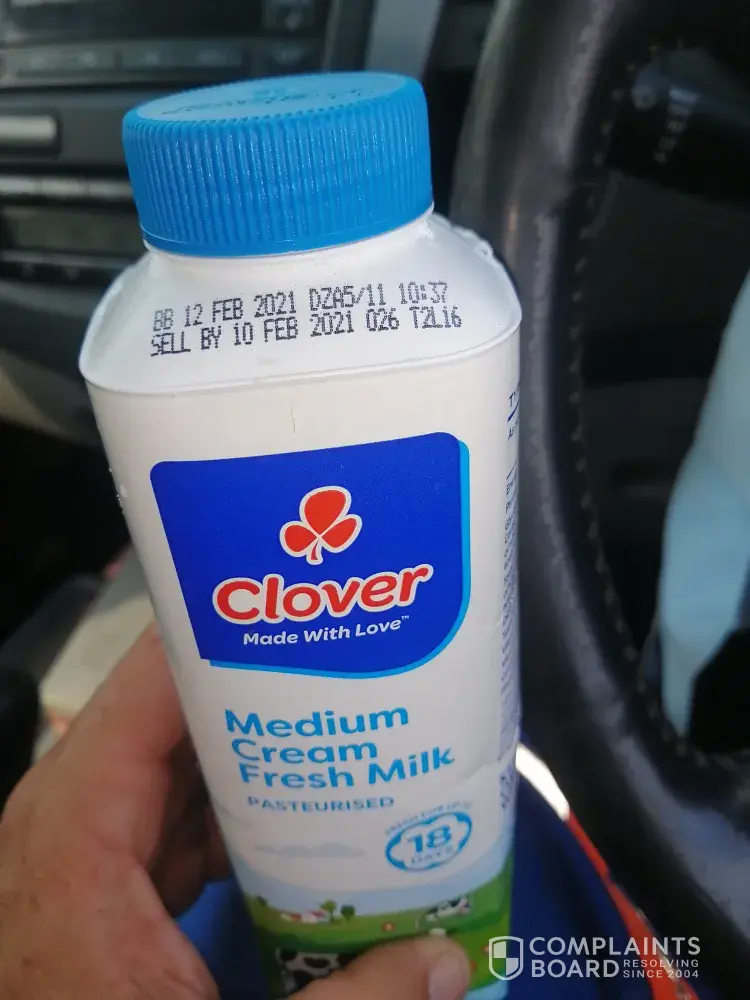 BB 12 FEB 2021 DZA5/11 10:37
SELL BY 10 FEB 2021 026 T2L16
Clover
Made With Love™
Medium
Cream
Fresh Milk
PASTEURISED
18
DAYS
COMPLAINTS
BOARD RESOLVING
SINCE 2004